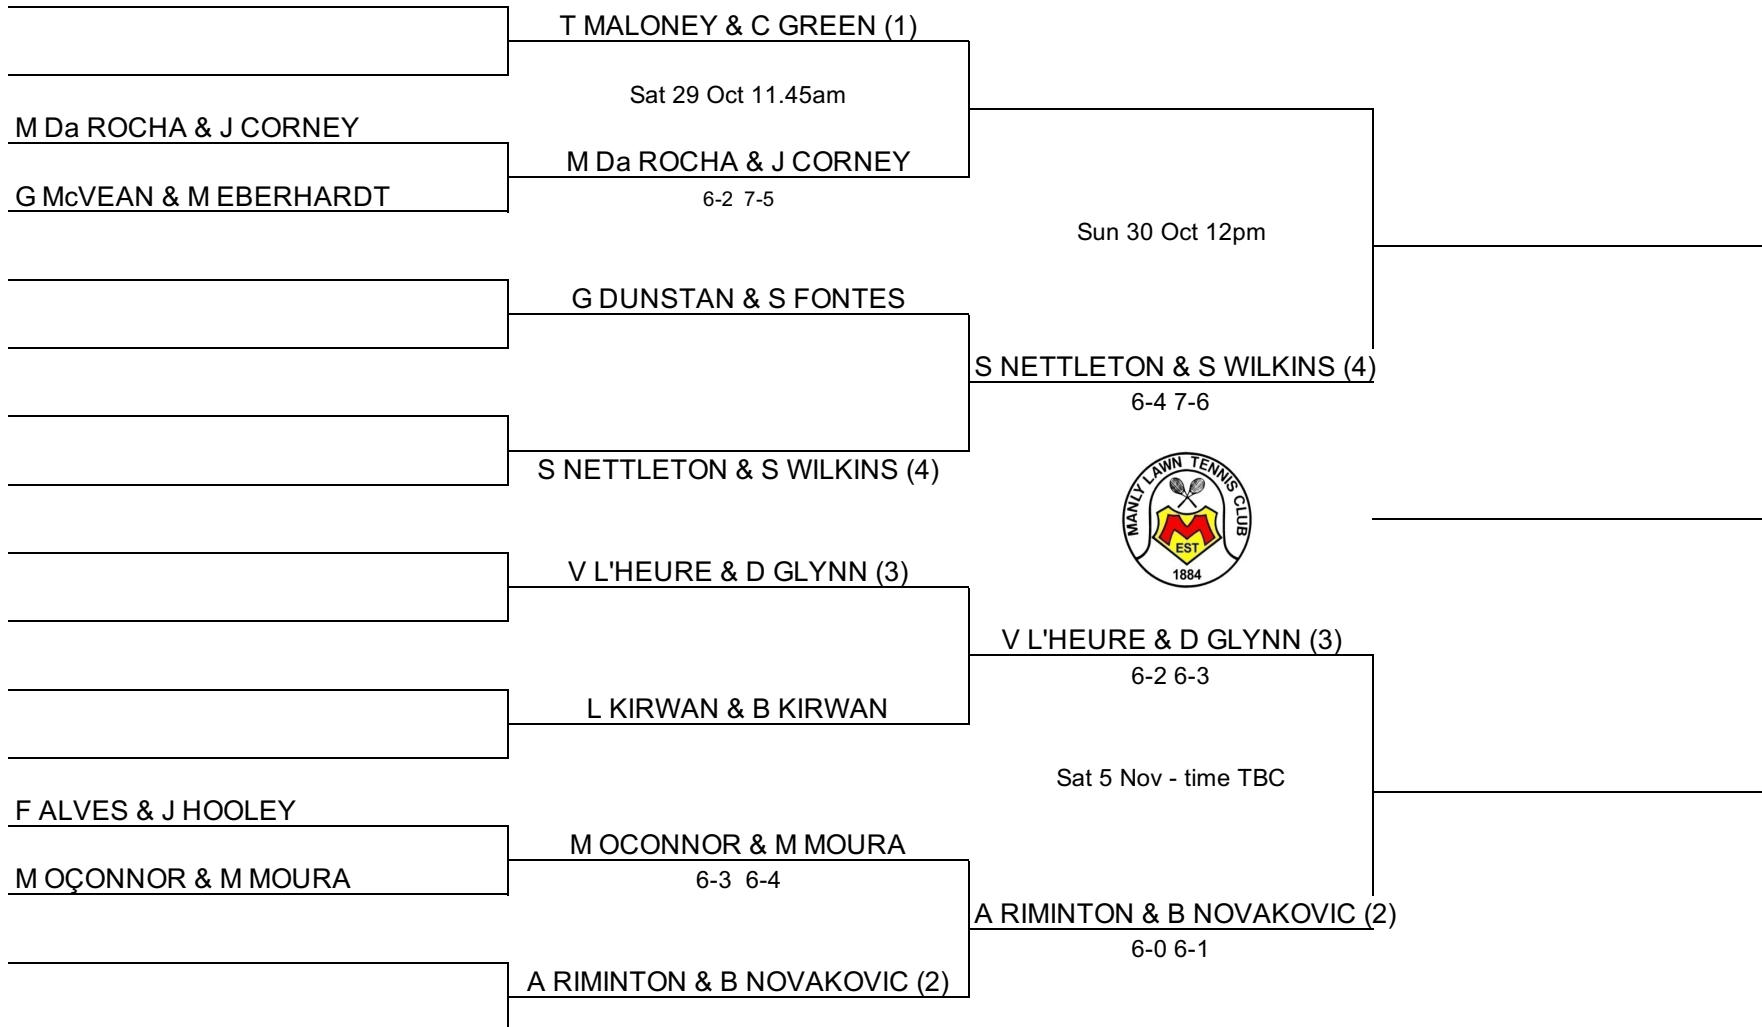 T MALONEY & C GREEN (1)
Sat 29 Oct 11.45am
M Da ROCHA & J CORNEY
M Da ROCHA & J CORNEY
G McVEAN & M EBERHARDT
6-2 7-5
Sun 30 Oct 12pm
G DUNSTAN & S FONTES
S NETTLETON & S WILKINS (4)
6-4 7-6
S NETTLETON & S WILKINS (4)
MANLY LAWN TENNIS CLUB
M
EST
1884
V L'HEURE & D GLYNN (3)
V L'HEURE & D GLYNN (3)
6-2 6-3
L KIRWAN & B KIRWAN
Sat 5 Nov - time TBC
F ALVES & J HOOLEY
M OCONNOR & M MOURA
M OÇONNOR & M MOURA
6-3 6-4
A RIMINTON & B NOVAKOVIC (2)
6-0 6-1
A RIMINTON & B NOVAKOVIC (2)